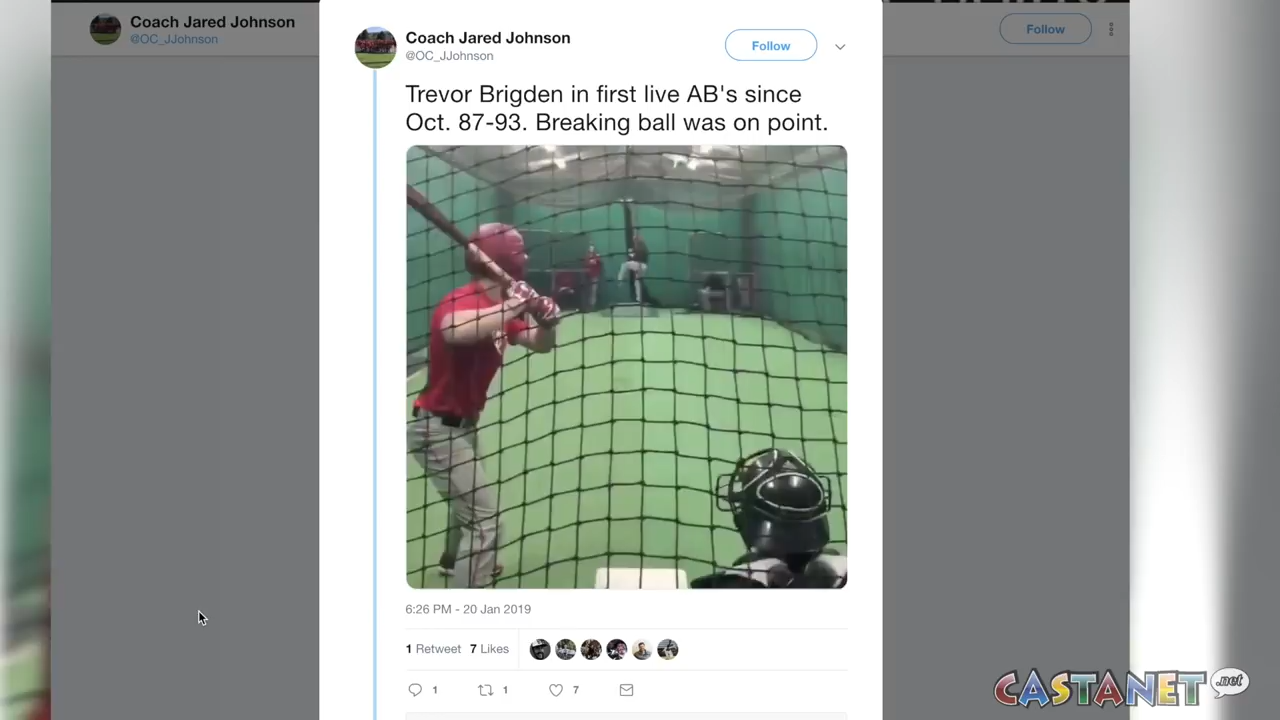 Coach Jared Johnson
@OC_JJohnson
Follow
Coach Jared Johnson
@OC_JJohnson
Follow
Trevor Brigden in first live AB's since
Oct. 87-93. Breaking ball was on point.
6:26 PM - 20 Jan 2019
1 Retweet 7 Likes
1 1 7
CASTANET .net